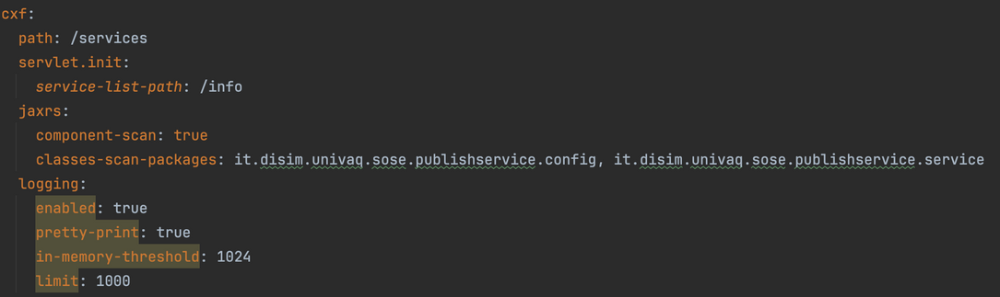 cxf:
  path: /services
  servlet.init:
    service-list-path: /info
  jaxrs:
    component-scan: true
    classes-scan-packages: it.disim.univaq.sose.publishservice.config, it.disim.univaq.sose.publishservice.service
  logging:
    enabled: true
    pretty-print: true
    in-memory-threshold: 1024
    limit: 1000